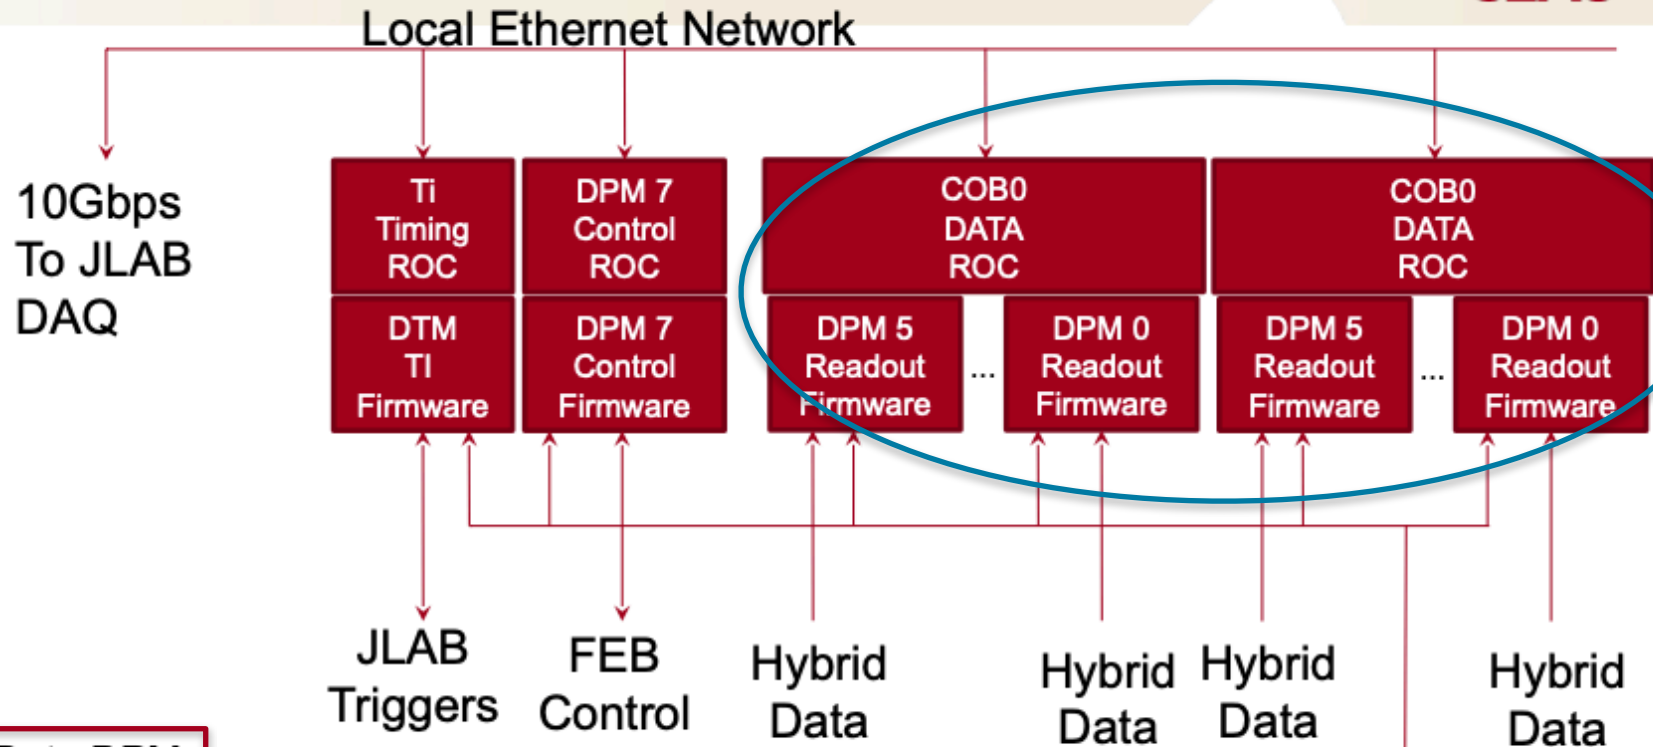 Local Ethernet Network
10Gbps
To JLAB
DAQ
Ti
Timing
ROC
DPM 7
Control
ROC
COB0
DATA
ROC
COB0
DATA
ROC
DTM
TI
Firmware
DPM 7
Control
Firmware
DPM 5
Readout
Firmware
...
DPM 0
Readout
Firmware
DPM 5
Readout
Firmware
...
DPM 0
Readout
Firmware
JLAB
Triggers
FEB
Control
Hybrid
Data
Hybrid
Data
Hybrid
Data
Hybrid
Data